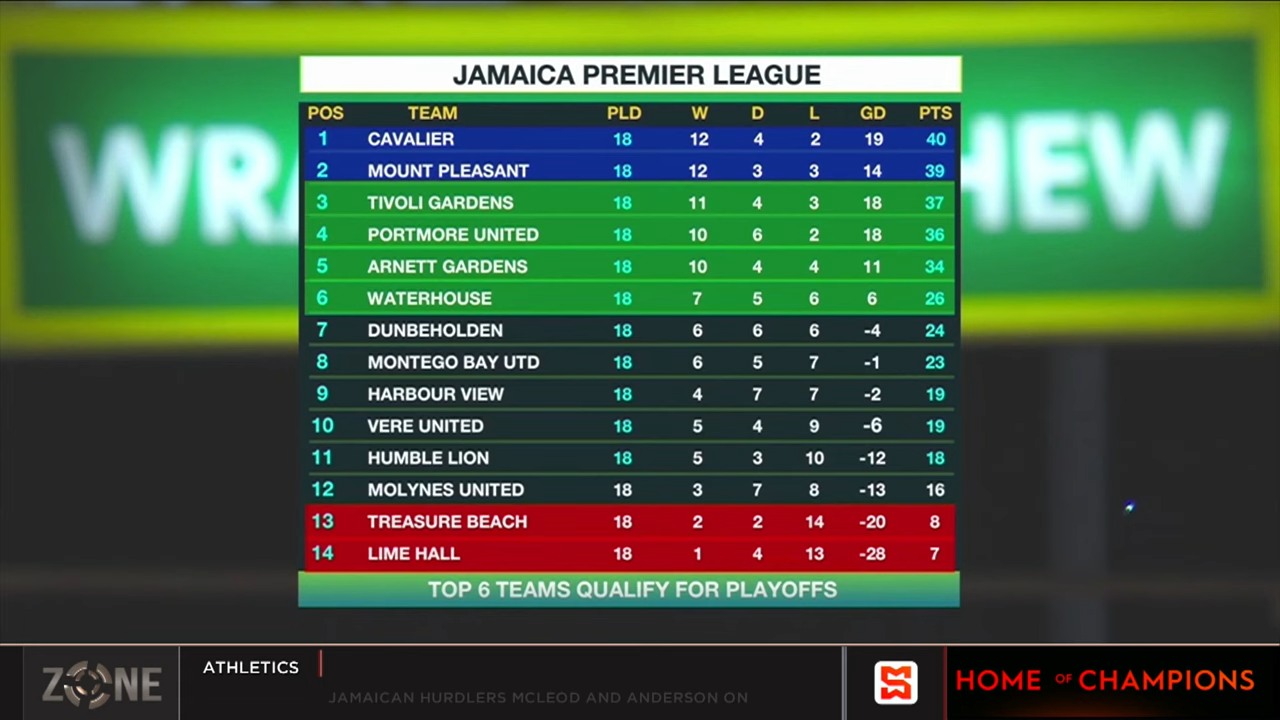 WRA
HEW
JAMAICA PREMIER LEAGUE
POS TEAM PLD W D L GD PTS
1 CAVALIER 18 12 4 2 19 40
2 MOUNT PLEASANT 18 12 3 3 14 39
3 TIVOLI GARDENS 18 11 4 3 18 37
4 PORTMORE UNITED 18 10 6 2 18 36
5 ARNETT GARDENS 18 10 4 4 11 34
6 WATERHOUSE 18 7 5 6 6 26
7 DUNBEHOLDEN 18 6 6 6 -4 24
8 MONTEGO BAY UTD 18 6 5 7 -1 23
9 HARBOUR VIEW 18 4 7 7 -2 19
10 VERE UNITED 18 5 4 9 -6 19
11 HUMBLE LION 18 5 3 10 -12 18
12 MOLYNES UNITED 18 3 7 8 -13 16
13 TREASURE BEACH 18 2 2 14 -20 8
14 LIME HALL 18 1 4 13 -28 7
TOP 6 TEAMS QUALIFY FOR PLAYOFFS
ZONE
ATHLETICS
JAMAICAN HURDLERS MCLEOD AND ANDERSON ON
HOME OF CHAMPIONS